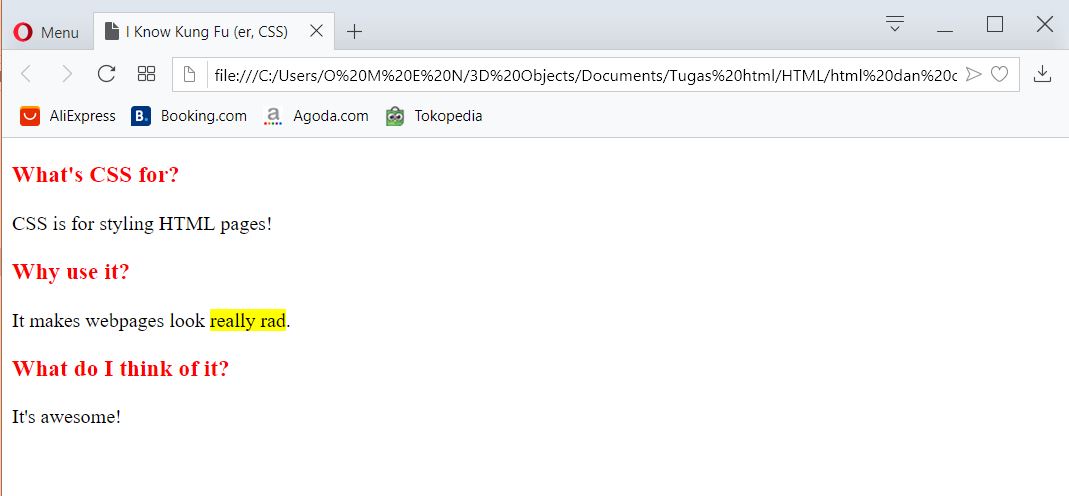 Menu
I Know Kung Fu (er, CSS)
file:///C:/Users/O%20M%20E%20N/3D%20Objects/Documents/Tugas%20html/HTML/html%20dan%20c
AliExpress B. Booking.com a Agoda.com Tokopedia
What's CSS for?
CSS is for styling HTML pages!
Why use it?
It makes webpages look really rad.
What do I think of it?
It's awesome!